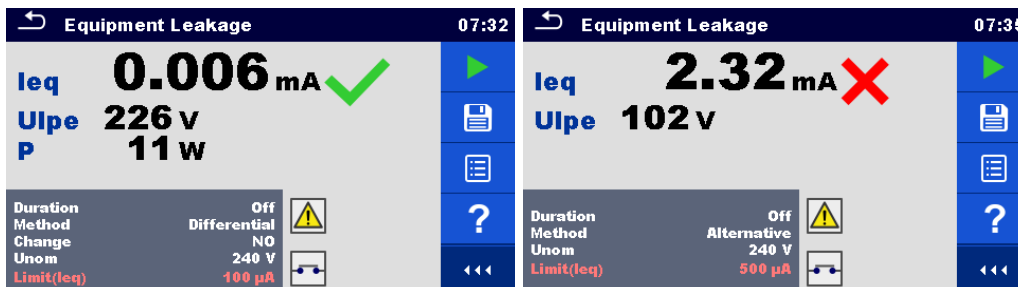 Equipment Leakage 07:32
Ieq 0.006 mA
Ulpe 226 V
P 11 W
Duration Off
Method Differential
Change NO
Unom 240 V
Limit(Ieq) 100 µA
?
Equipment Leakage 07:35
Ieq 2.32 mA
Ulpe 102 V
Duration Off
Method Alternative
Unom 240 V
Limit(Ieq) 500 µA
?